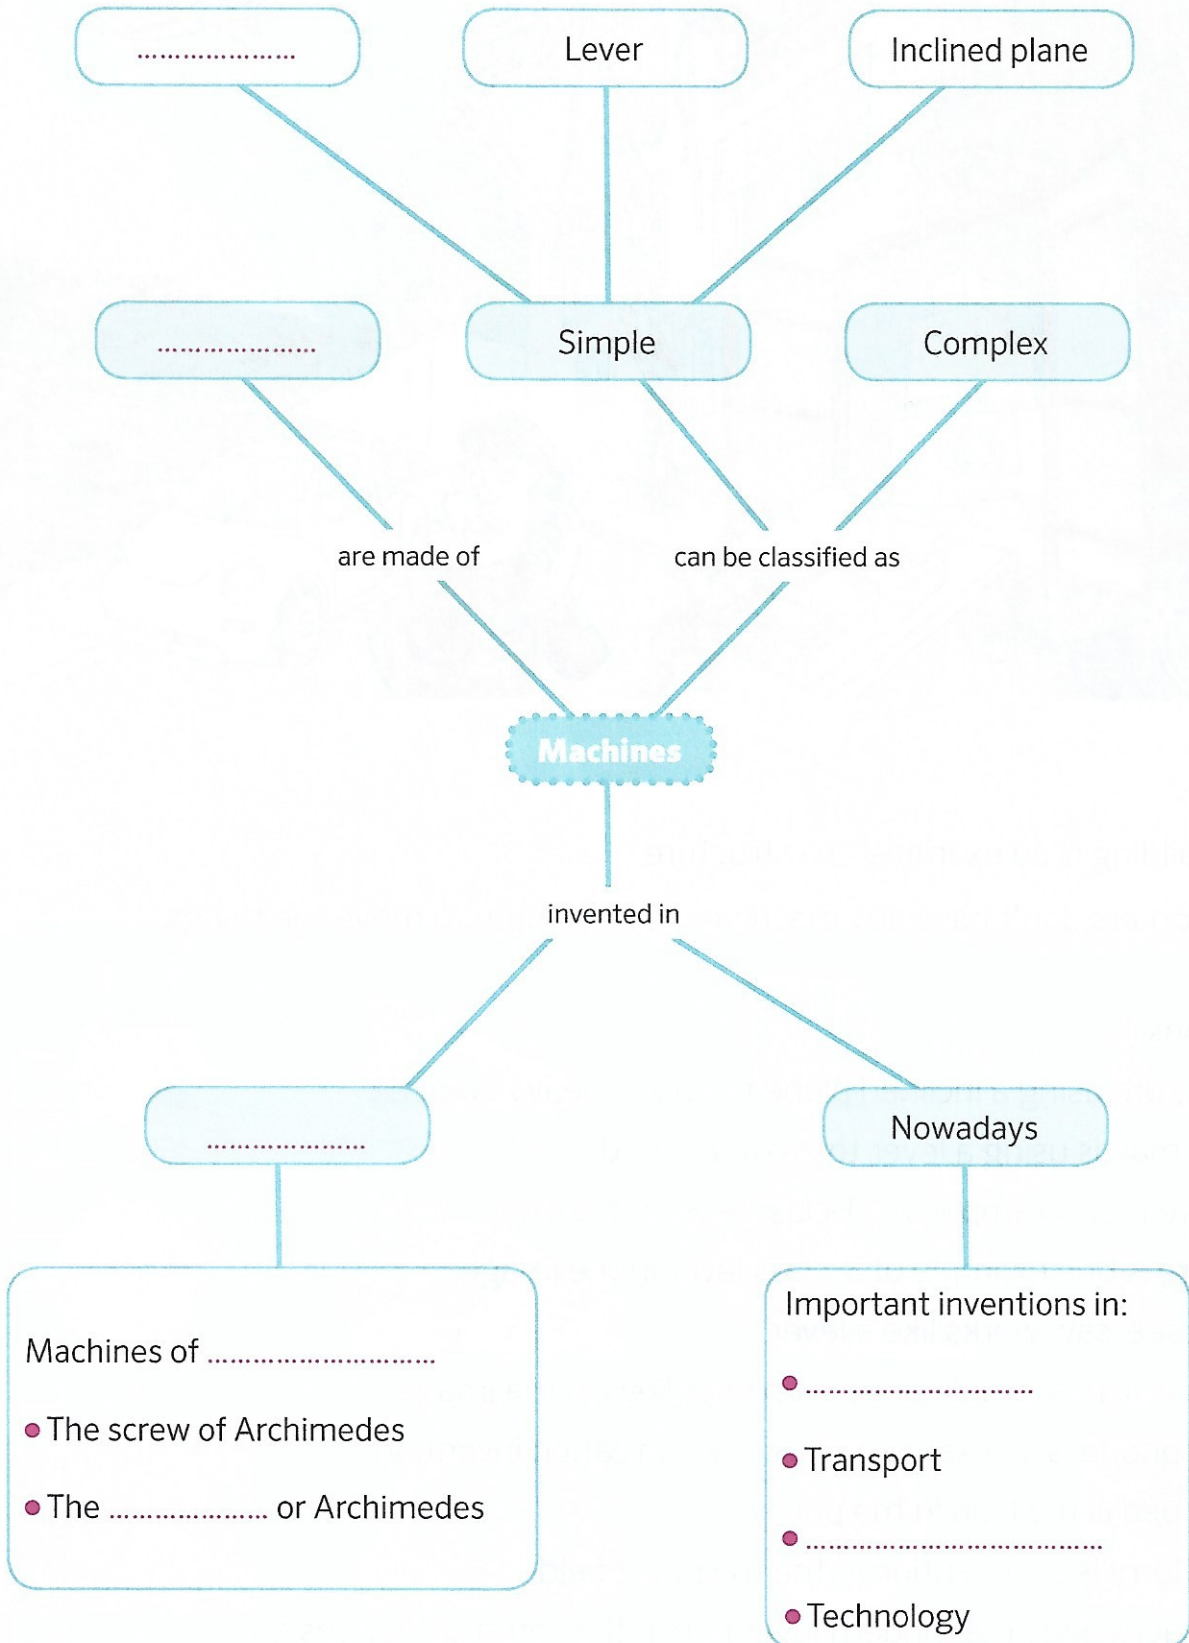 .....................
Lever
Inclined plane
.....................
Simple
Complex
are made of
can be classified as
Machines
invented in
.....................
Nowadays
Machines of ..............................
• The screw of Archimedes
• The ..................... or Archimedes
Important inventions in:
• ..............................
• Transport
• .......................................
• Technology